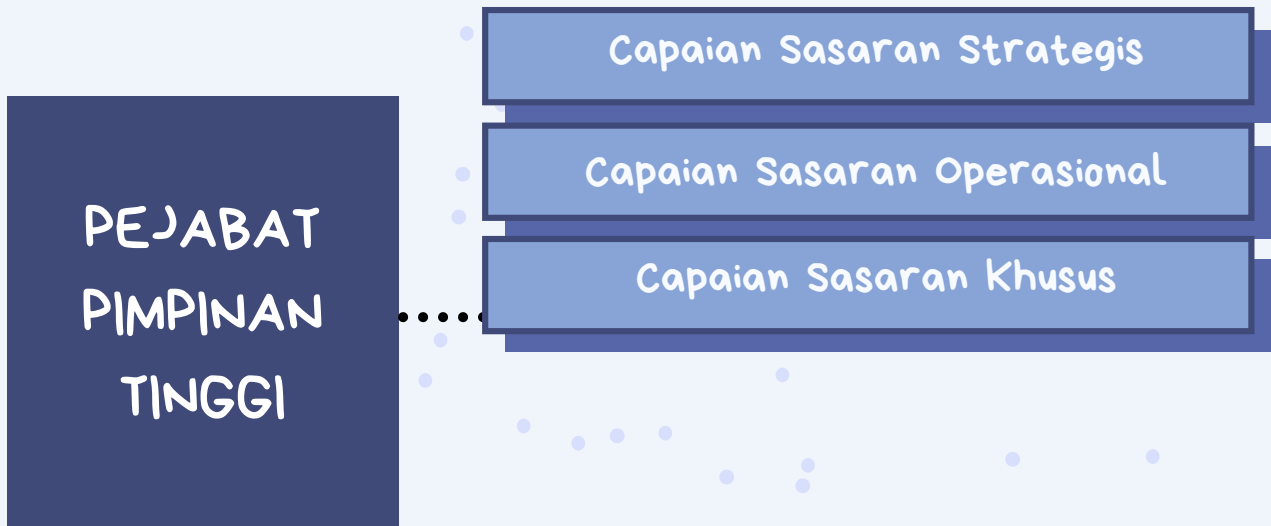 PEJABAT
PIMPINAN
TINGGI
Capaian Sasaran Strategis
Capaian Sasaran Operasional
Capaian Sasaran Khusus